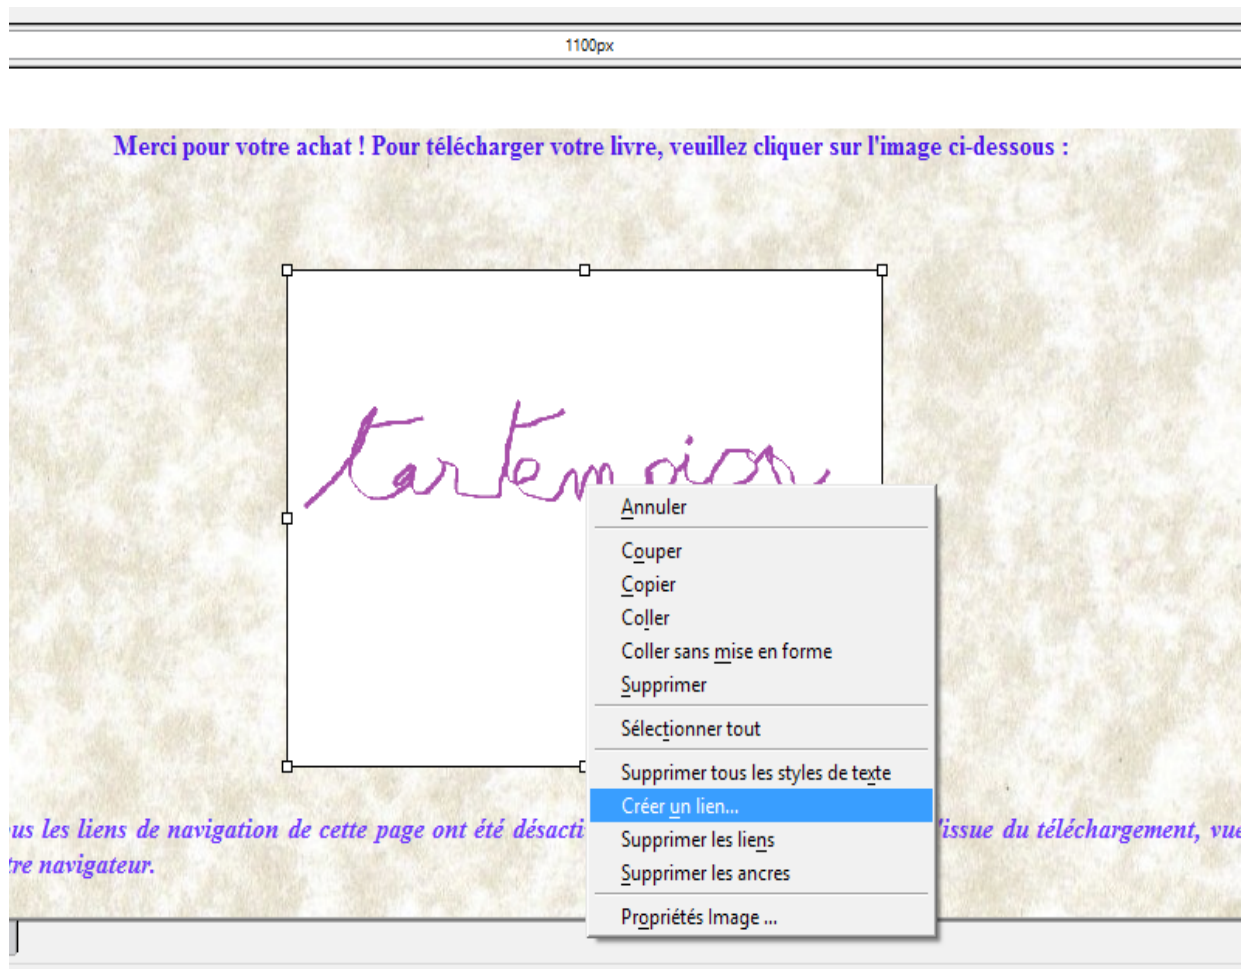 1100px
Merci pour votre achat ! Pour télécharger votre livre, veuillez cliquer sur l'image ci-dessous :
Annuler
Couper
Copier
Coller
Coller sans mise en forme
Supprimer
Sélectionner tout
Supprimer tous les styles de texte
Créer un lien...
Supprimer les liens
Supprimer les ancres
Propriétés Image ...
us les liens de navigation de cette page ont été désacti issue du téléchargement, vue
tre navigateur.